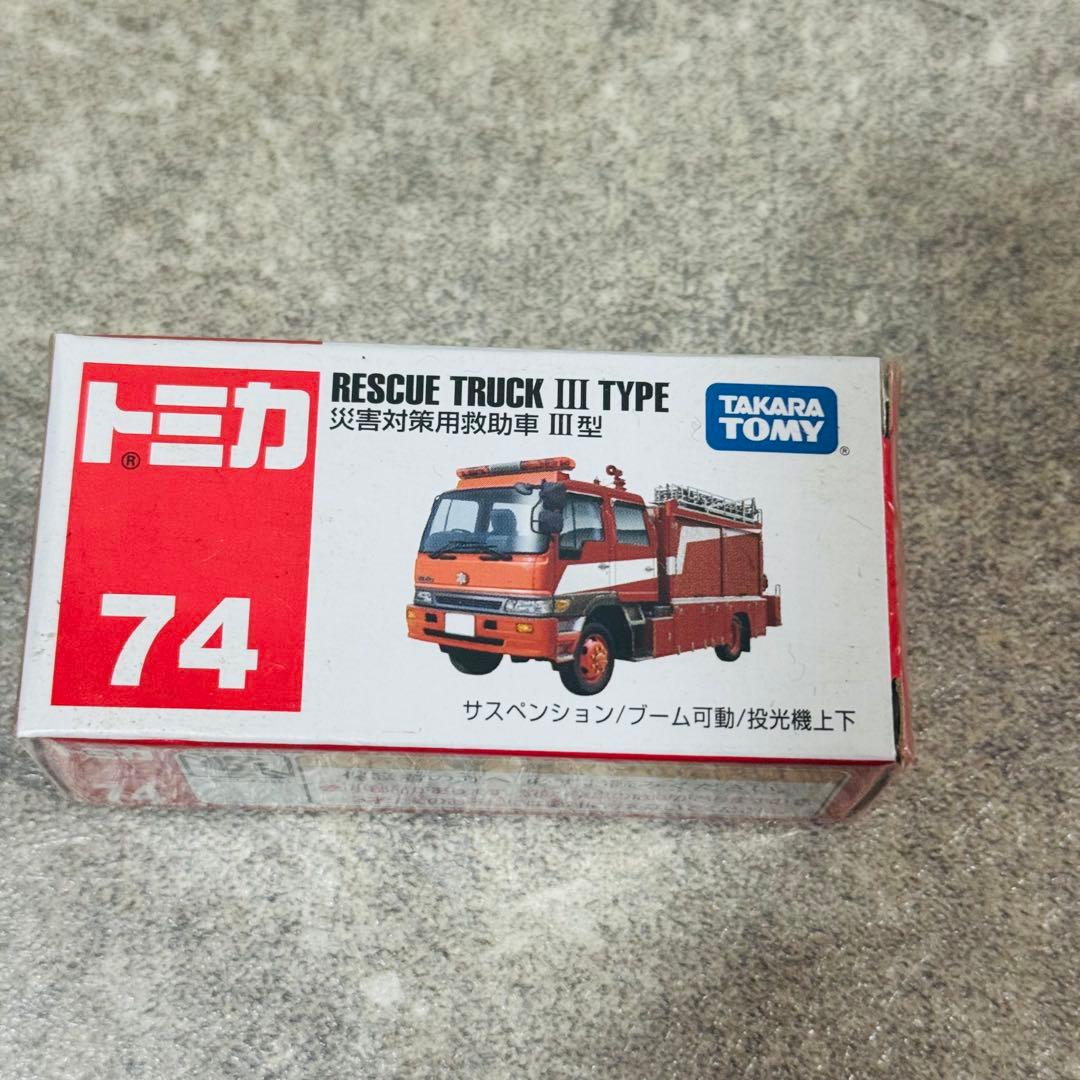 トミカ
®
74
RESCUE TRUCK III TYPE
災害対策用救助車 III型
TAKARA
TOMY
®
サスペンション/ブーム可動/投光機上下